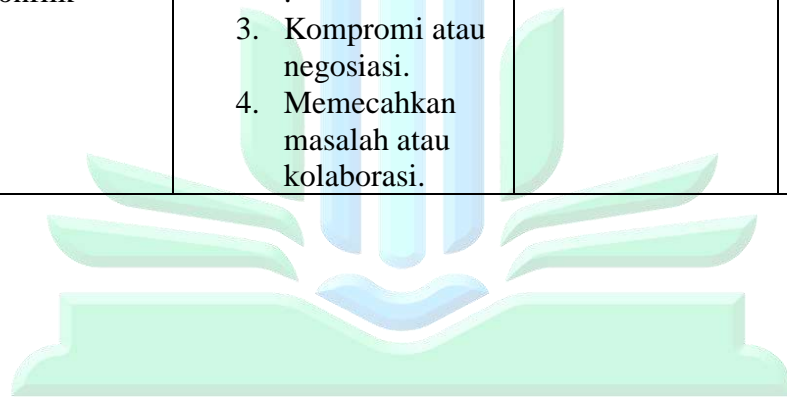 3. Kompromi atau
negosiasi.
4. Memecahkan
masalah atau
kolaborasi.